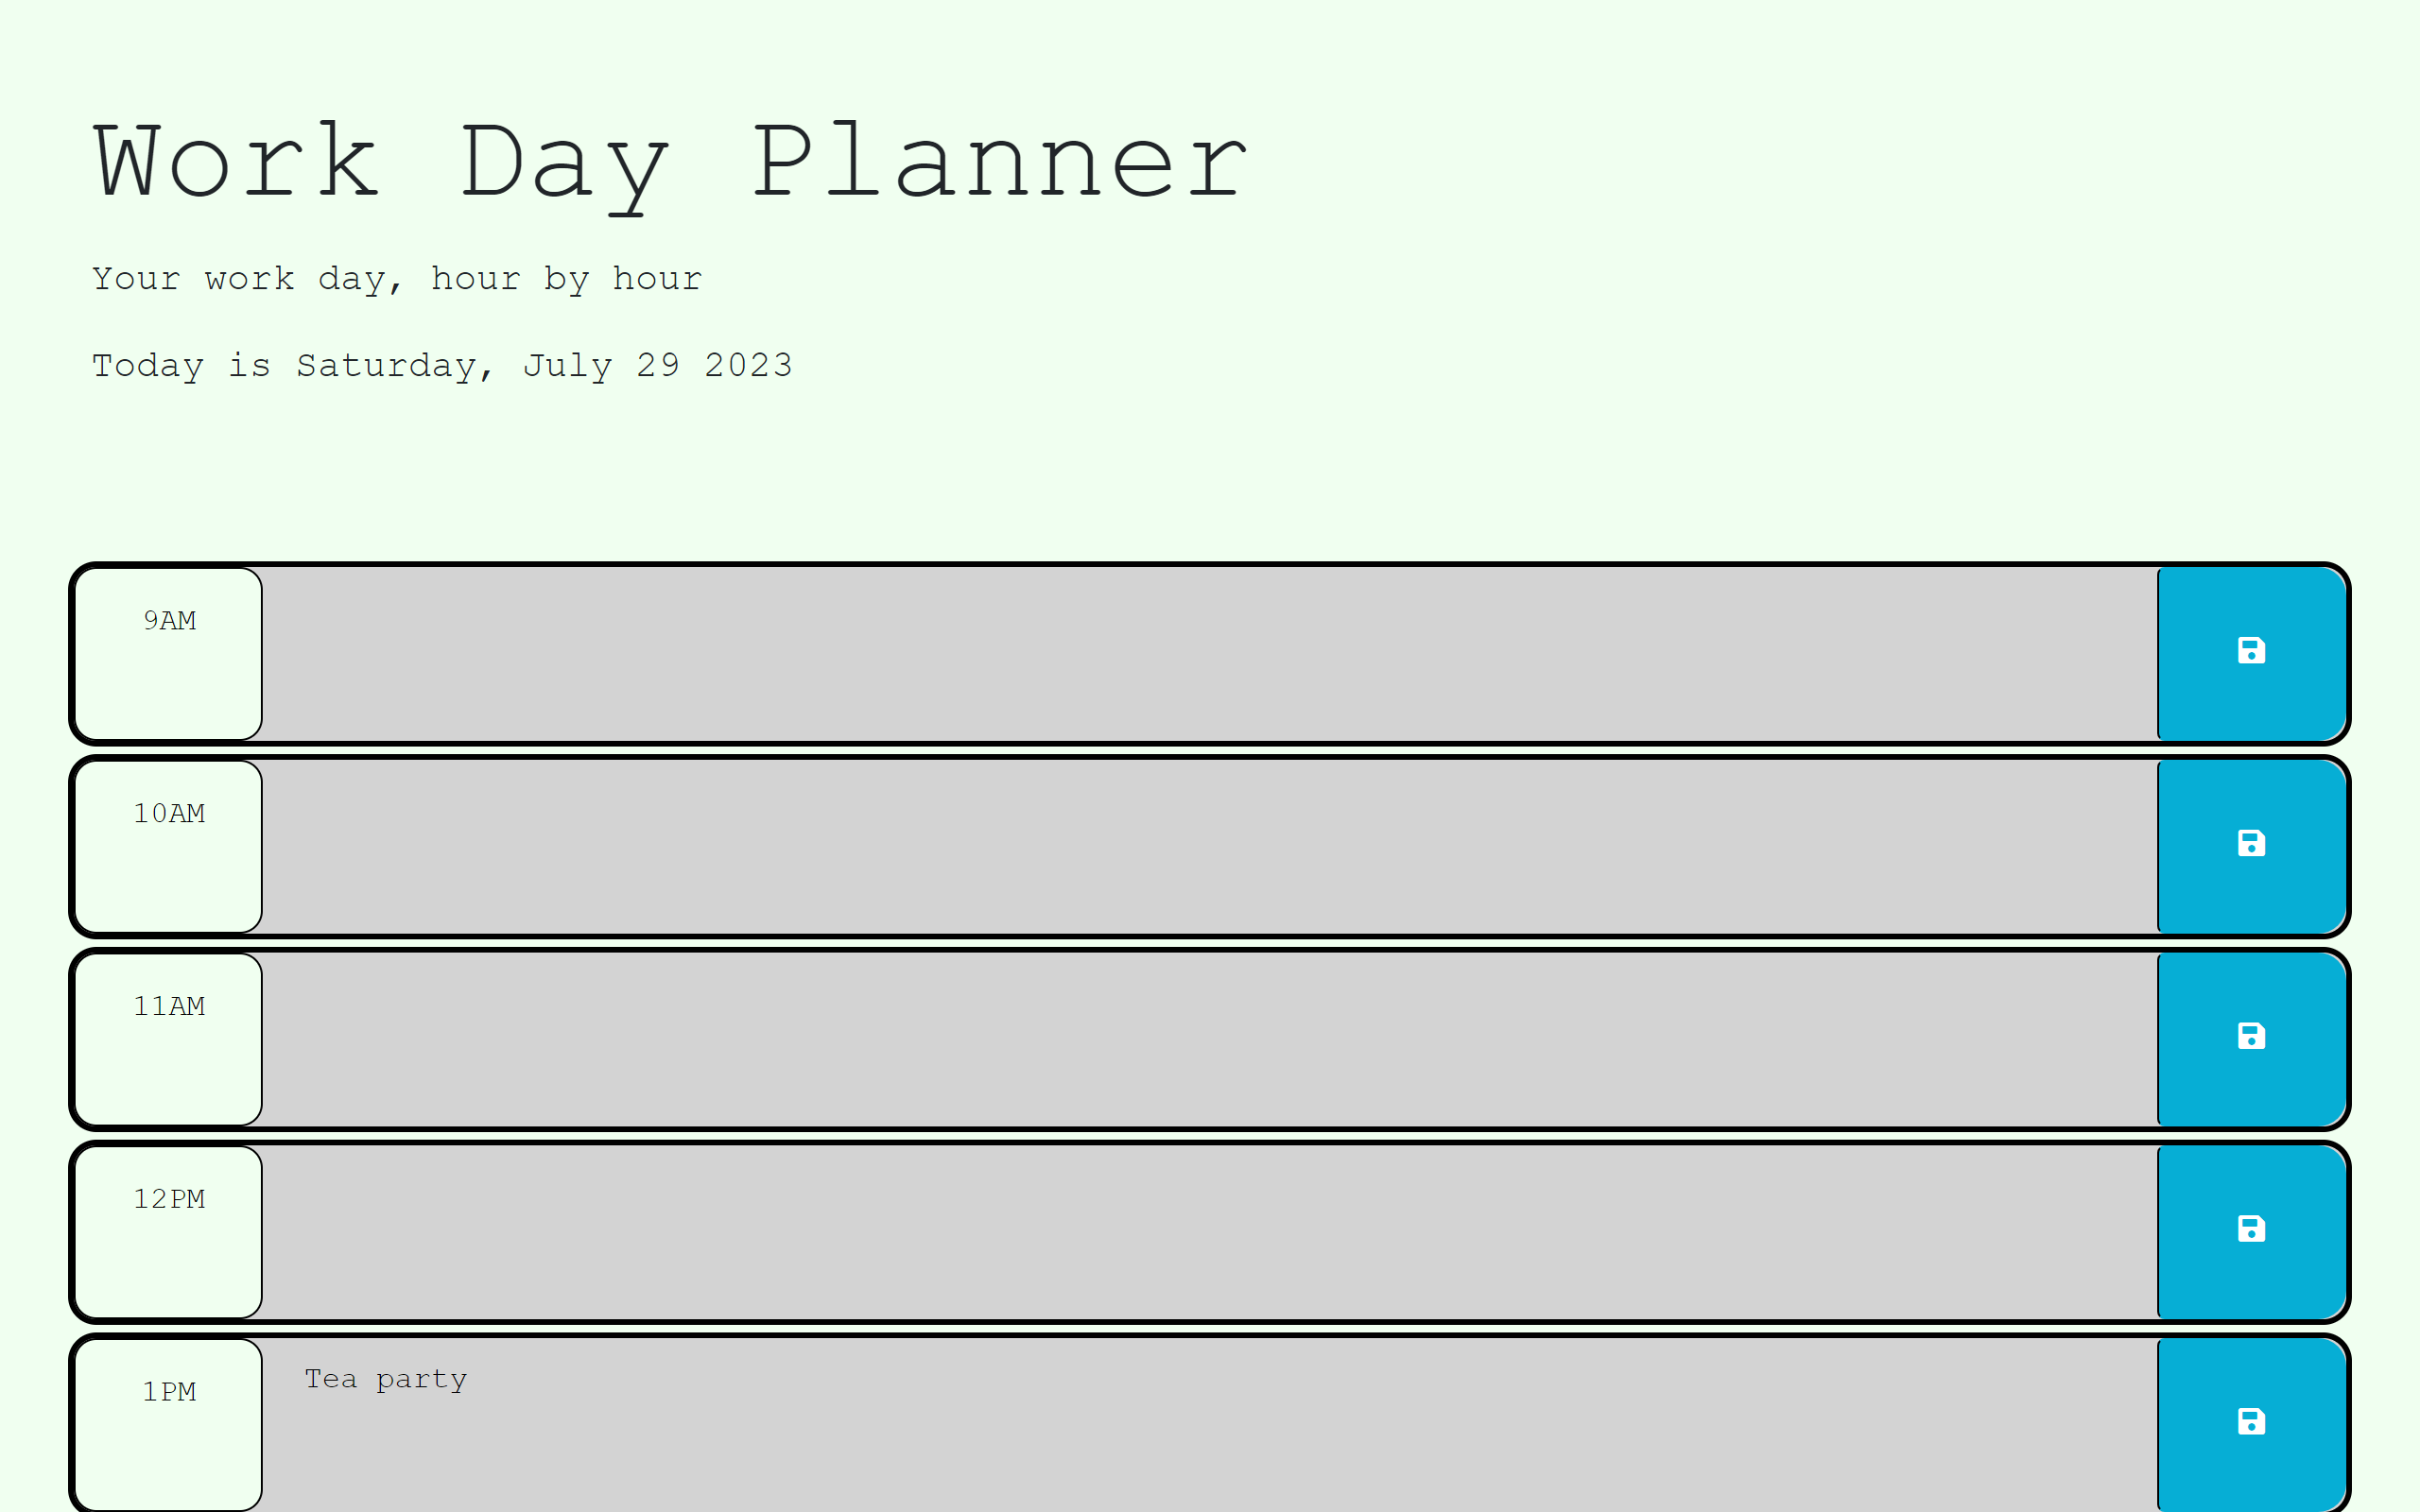 Work Day Planner
Your work day, hour by hour
Today is Saturday, July 29 2023
9AM
10AM
11AM
12PM
1PM
Tea party